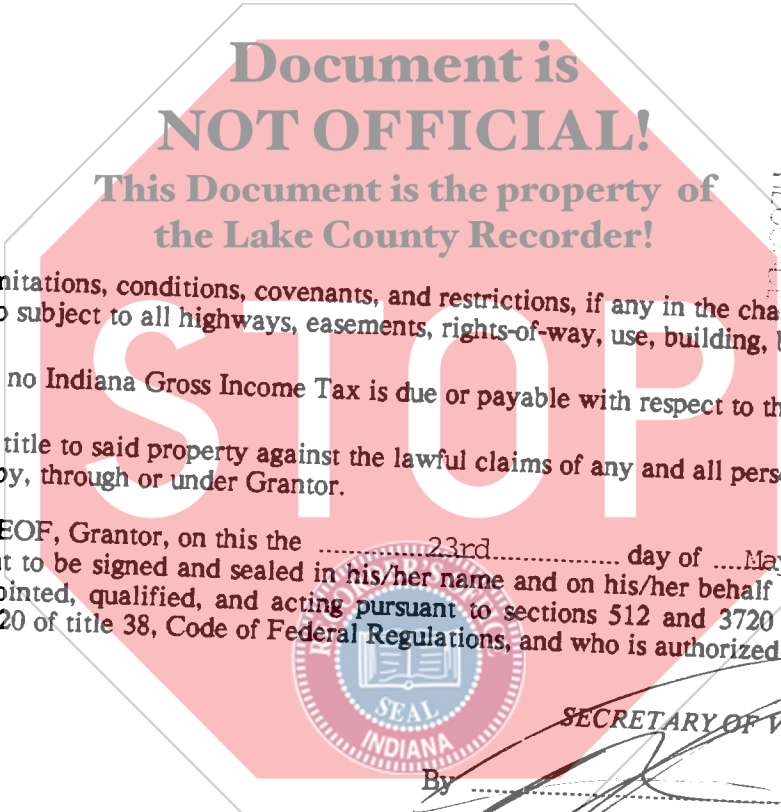 Document is
NOT OFFICIAL!
This Document is the property of
the Lake County Recorder!
STOP
conditions, covenants, and restrictions, if any in the
subject to all highways, easements, rights-of-way, use, building,
no Indiana Gross Income Tax is due or payable with respect to
title to said property against the lawful claims of any and all
by, through or under Grantor.
EOF, Grantor, on this the 23rd day of May
to be signed and sealed in his/her name and on his/her behalf
qualified, and acting pursuant to sections 512 and 3720
20 of title 38, Code of Federal Regulations, and who is authorized
SEAL
INDIANA
SECRETARY OF V
By